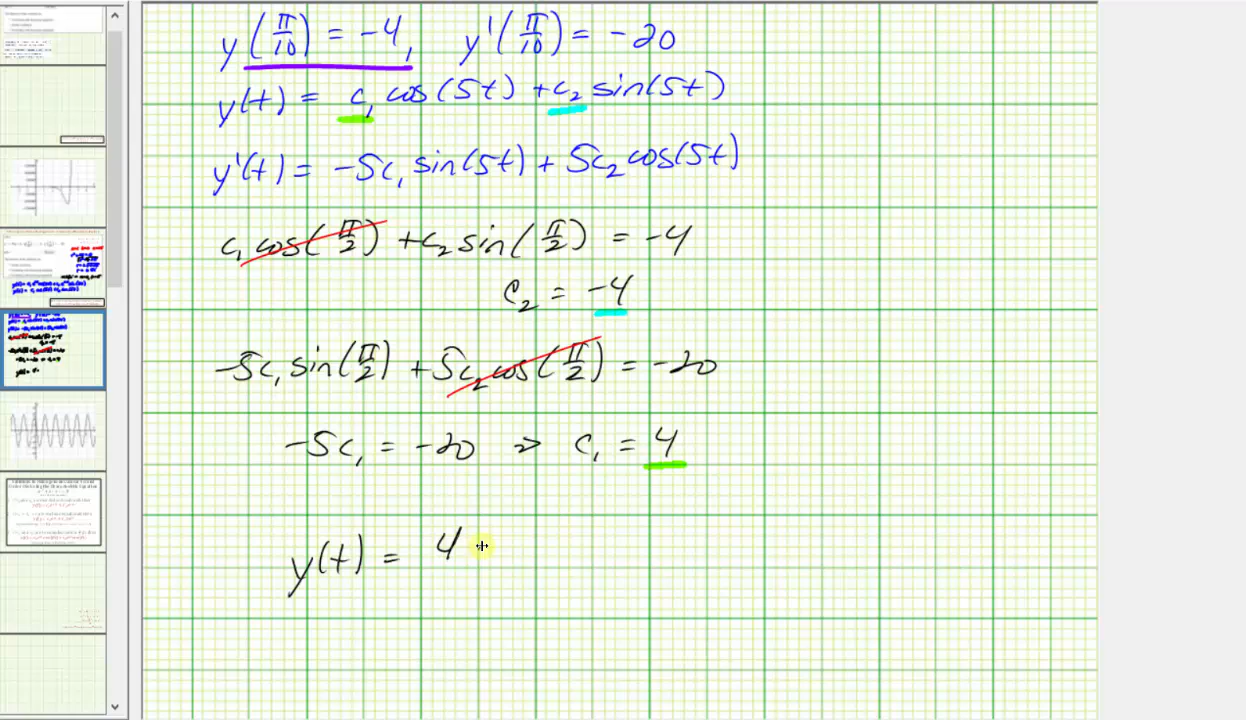 y(π/10) = -4, y'(π/10) = -20
y(t) = c₁ cos(5t) + c₂ sin(5t)
y'(t) = -5c₁ sin(5t) + 5c₂ cos(5t)
c₁ cos(π/2) + c₂ sin(π/2) = -4
c₂ = -4
-5c₁ sin(π/2) + 5c₂ cos(π/2) = -20
-5c₁ = -20 ⇒ c₁ = 4
y(t) = 4